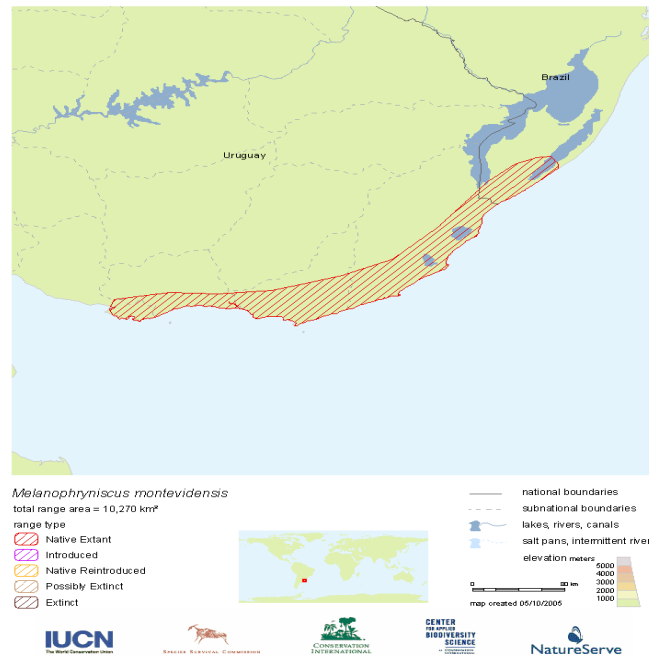 Brazil
Uruguay
Melanophryniscus montevidensis
total range area = 10,270 km²
range type
Native Extant
Introduced
Native Reintroduced
Possibly Extinct
Extinct
national boundaries
subnational boundaries
lakes, rivers, canals
salt pans, intermittent river
elevation meters
5000
4000
3000
2000
1000
0
km
map created 05/10/2005
IUCN
The World Conservation Union
SPECIES SURVIVAL COMMISSION
CONSERVATION
INTERNATIONAL
CENTER
FOR APPLIED
BIODIVERSITY
SCIENCE
NatureServe